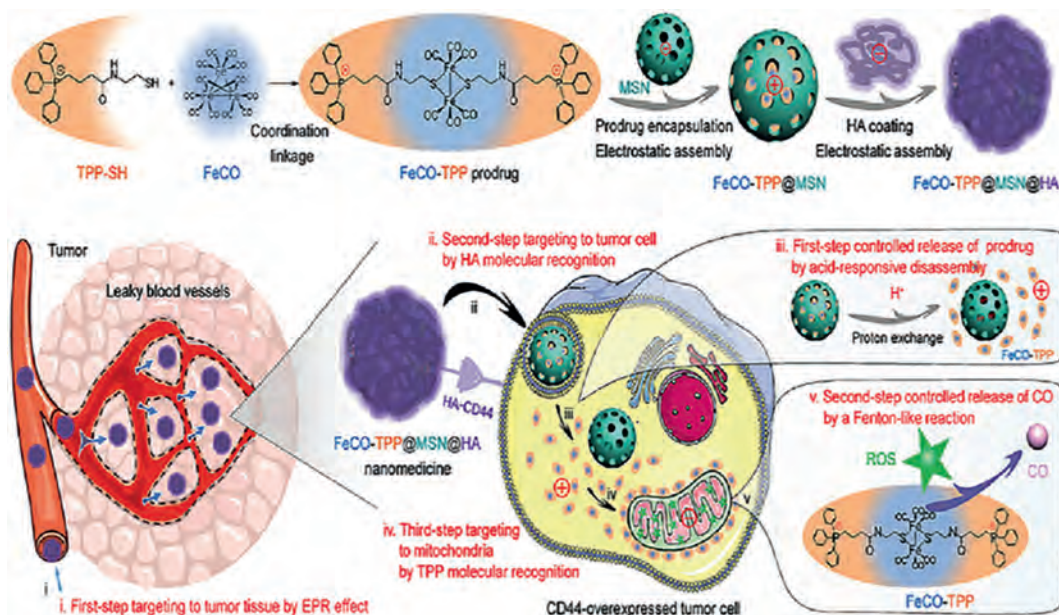 TPP-SH
+
FeCO
Coordination
linkage
FeCO-TPP prodrug
MSN
Prodrug encapsulation
Electrostatic assembly
FeCO-TPP@MSN
HA coating
Electrostatic assembly
FeCO-TPP@MSN@HA
Tumor
Leaky blood vessels
i
i. First-step targeting to tumor tissue by EPR effect
ii. Second-step targeting to tumor cell
by HA molecular recognition
ii
HA-CD44
FeCO-TPP@MSN@HA
nanomedicine
iii
iv
v
iv. Third-step targeting
to mitochondria
by TPP molecular recognition
CD44-overexpressed tumor cell
iii. First-step controlled release of prodrug
by acid-responsive disassembly
H+
Proton exchange
FeCO-TPP
v. Second-step controlled release of CO
by a Fenton-like reaction
ROS
CO
FeCO-TPP